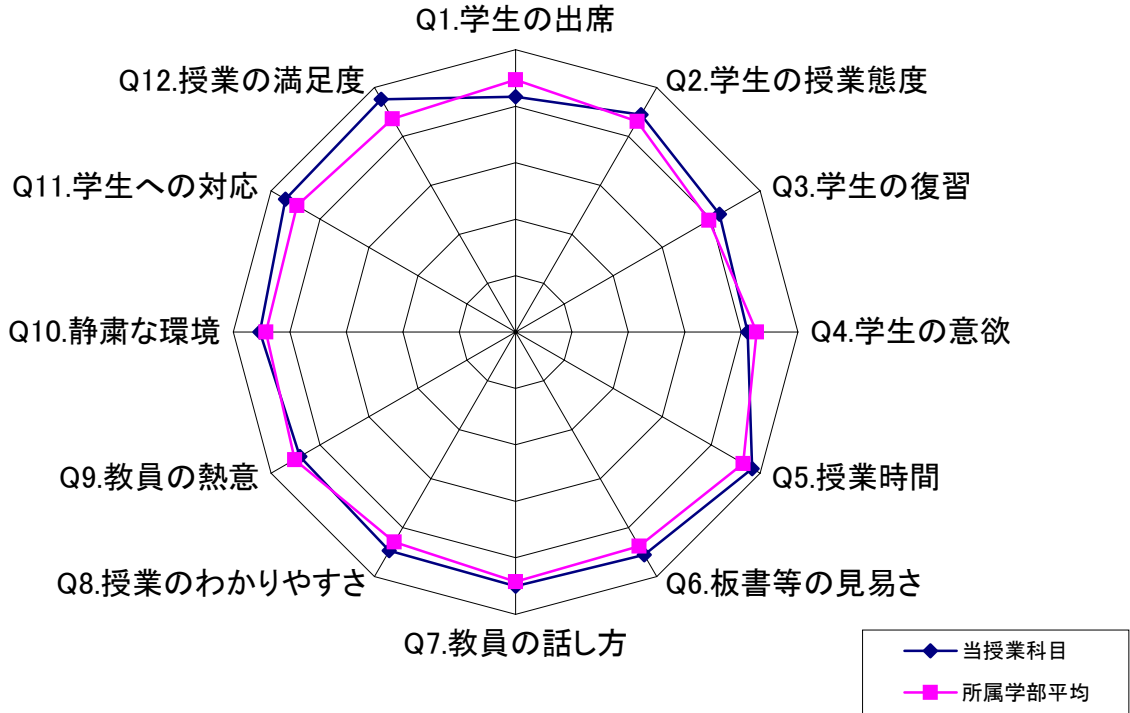 Q1.学生の出席
Q2.学生の授業態度
Q3.学生の復習
Q4.学生の意欲
Q5.授業時間
Q6.板書等の見易さ
Q7.教員の話し方
Q8.授業のわかりやすさ
Q9.教員の熱意
Q10.静粛な環境
Q11.学生への対応
Q12.授業の満足度
当授業科目
所属学部平均